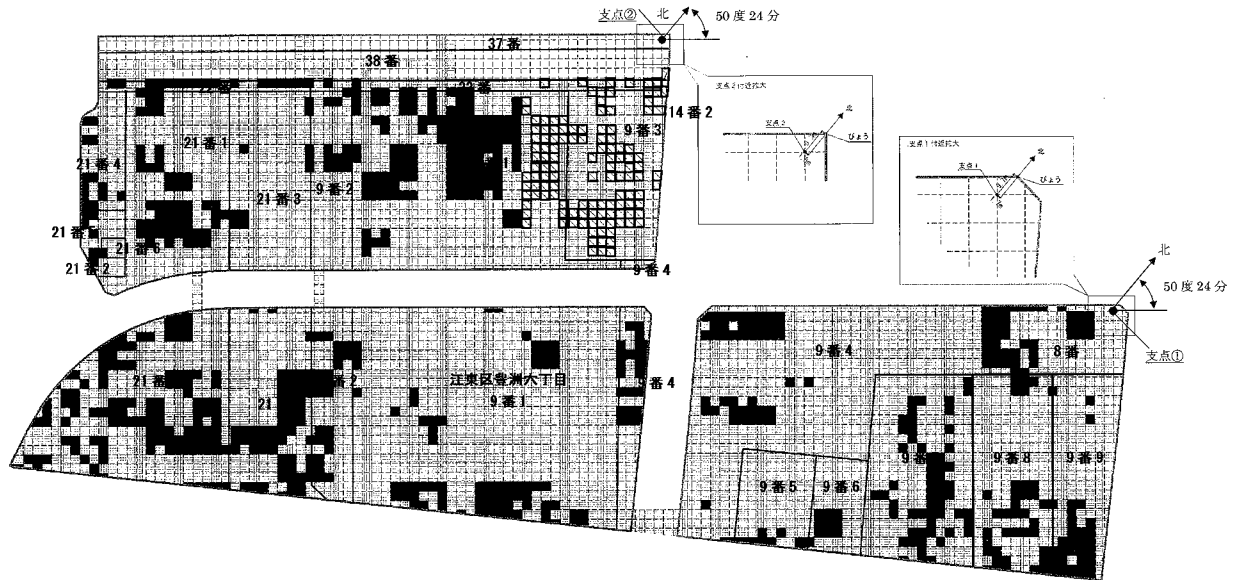 支点② 北 50度24分
37番
38番
22番
支点2付近拡大
北
支点2
びょう
14番2
9番3
支点1付近拡大
北
支点1
びょう
21番1
21番4
9番2
21番3
21番6
21番2
9番4
北
50度24分
支点①
9番4
8番
江東区豊洲六丁目
9番1
9番4
9番8
9番9
9番5
9番6